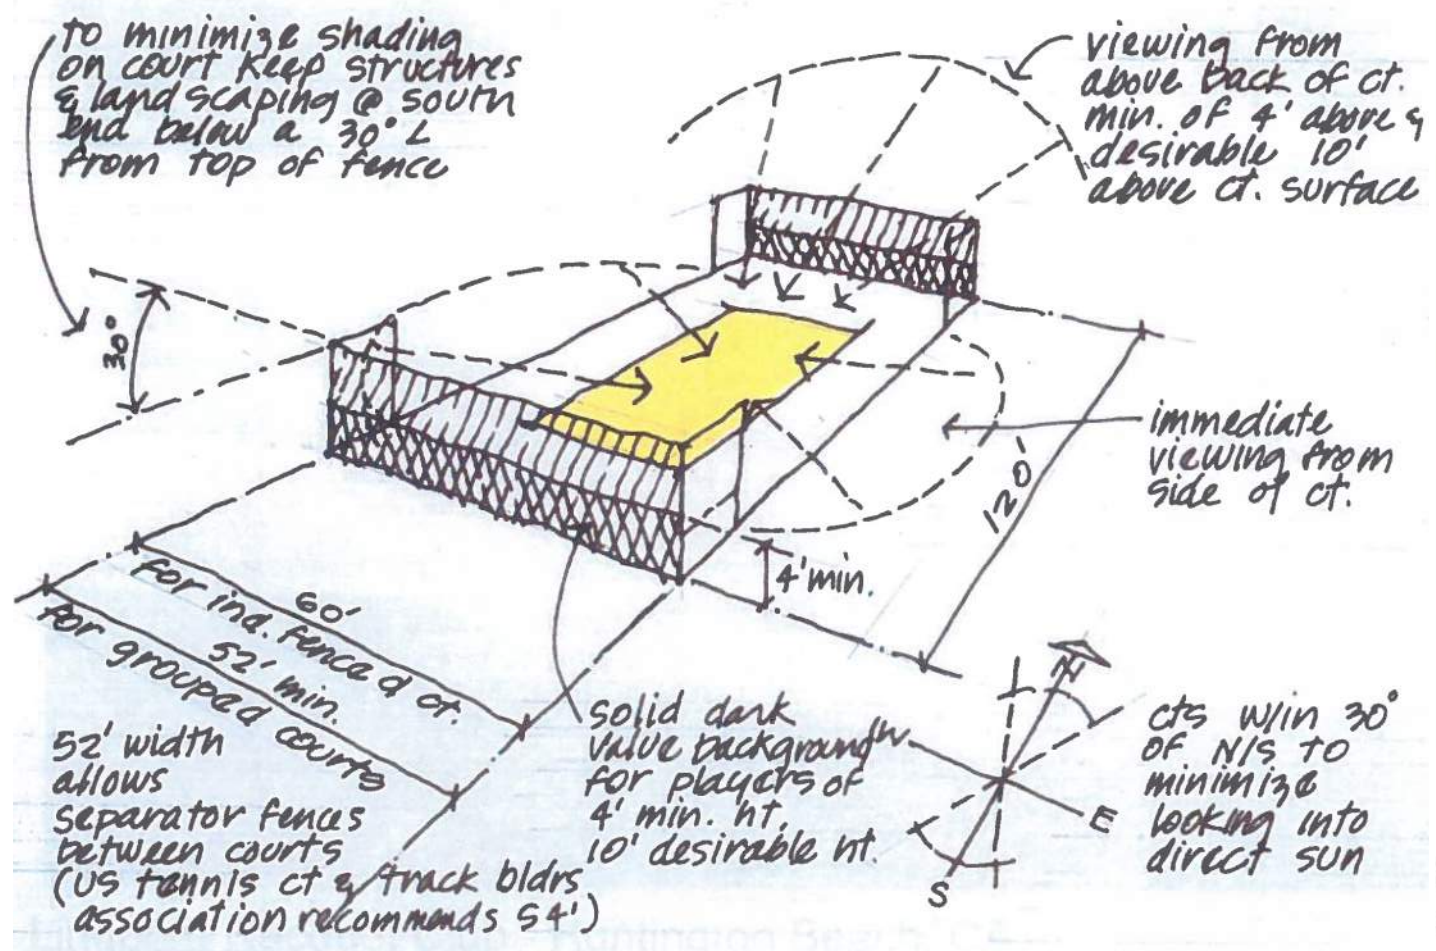 to minimize shading
on court keep structures
& landscaping @ south
end below a 30° L
from top of fence
viewing from
above back of ct.
min. of 4' above &
desirable 10'
above ct. surface
30°
immediate
viewing from
side of ct.
120'
4' min.
60'
for ind. fenced ct.
52' min.
for grouped courts
52' width
allows
separator fences
between courts
(US tennis ct & track bldrs
association recommends 54')
solid dark
value background
for players of
4' min. ht,
10' desirable ht.
N
W
E
S
cts w/in 30°
of N/S to
minimize
looking into
direct sun
Huntington Beach, CA